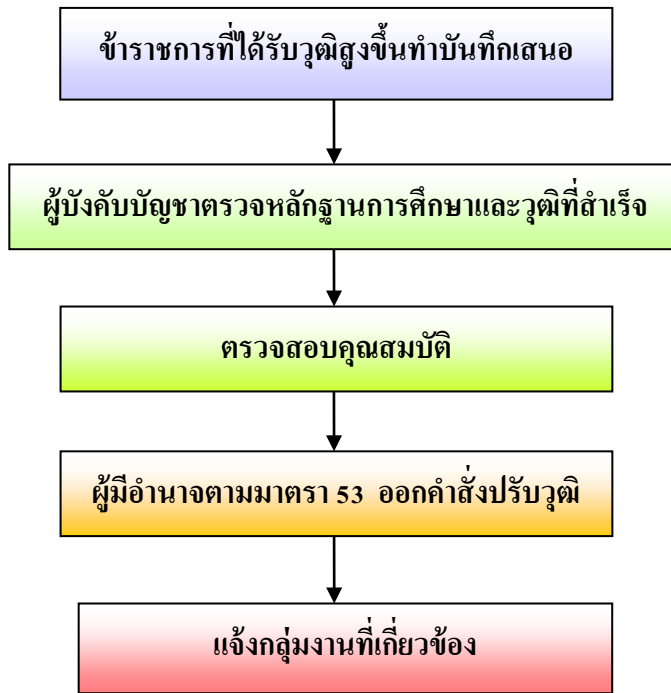 ข้าราชการที่ได้รับวุฒิสูงขึ้นทำบันทึกเสนอ
ผู้บังคับบัญชาตรวจหลักฐานการศึกษาและวุฒิที่สำเร็จ
ตรวจสอบคุณสมบัติ
ผู้มีอำนาจตามมาตรา 53 ออกคำสั่งปรับวุฒิ
แจ้งกลุ่มงานที่เกี่ยวข้อง